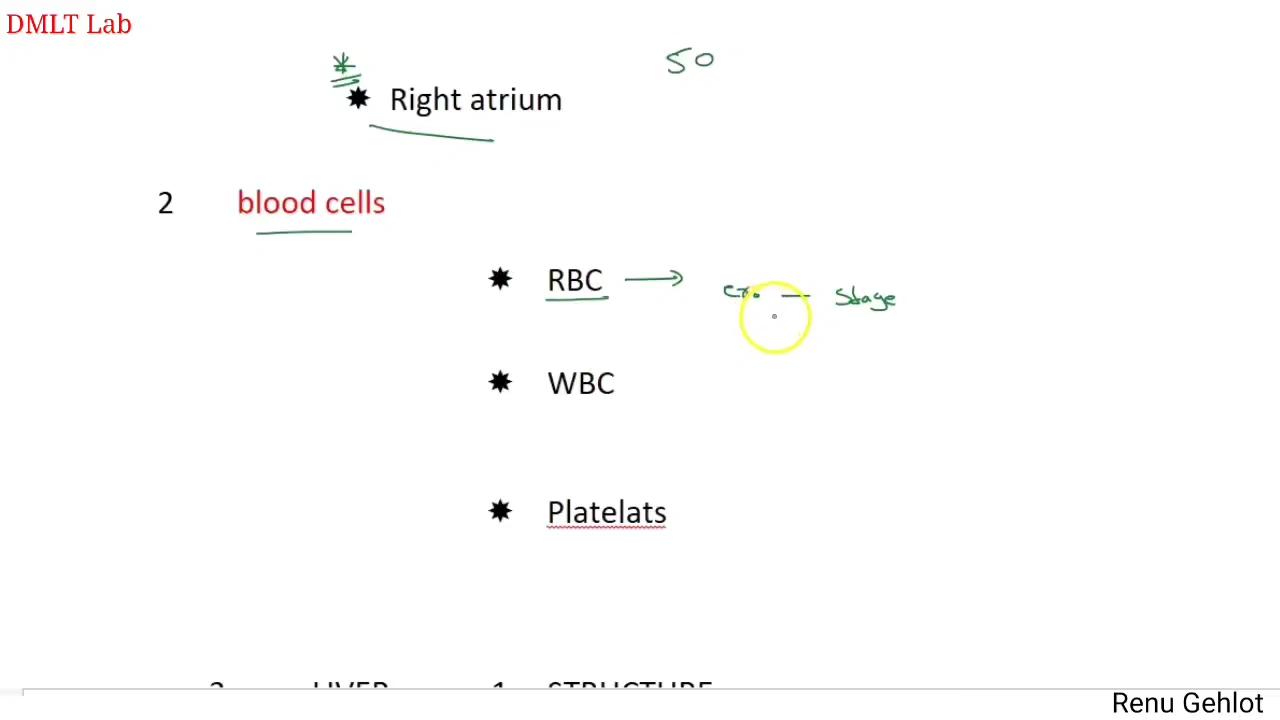 DMLT Lab
50
Right atrium
2 blood cells
RBC Stage
WBC
Platelats
Renu Gehlot